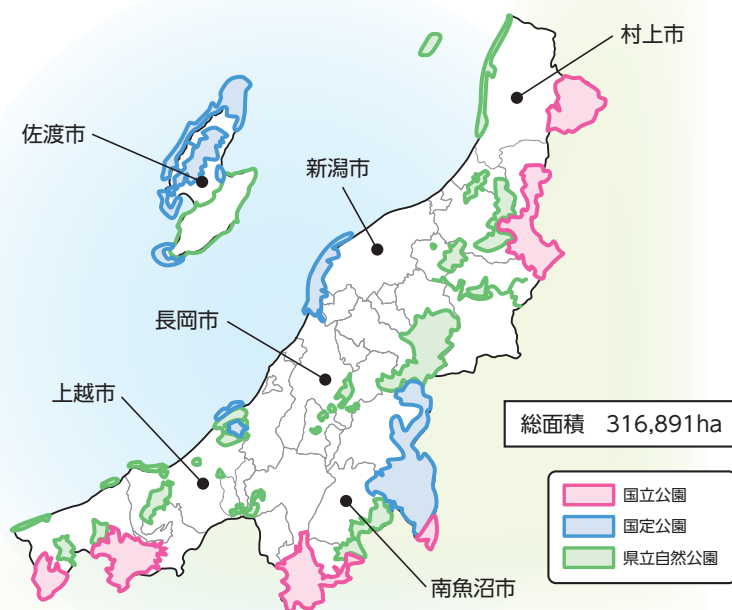 村上市
佐渡市
新潟市
長岡市
上越市
総面積 316,891ha
国立公園
国定公園
県立自然公園
南魚沼市